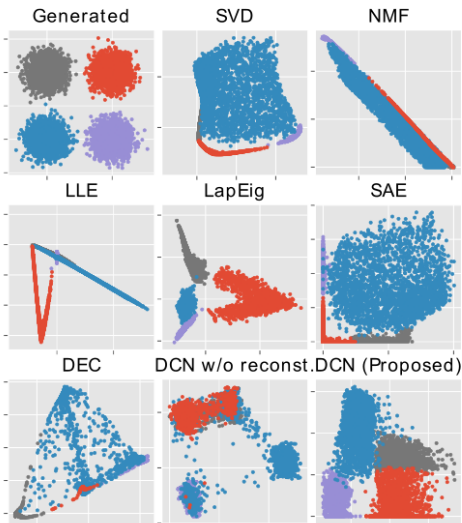 Generated SVD NMF
LLE LapEig SAE
DEC DCN w/o reconst. DCN (Proposed)